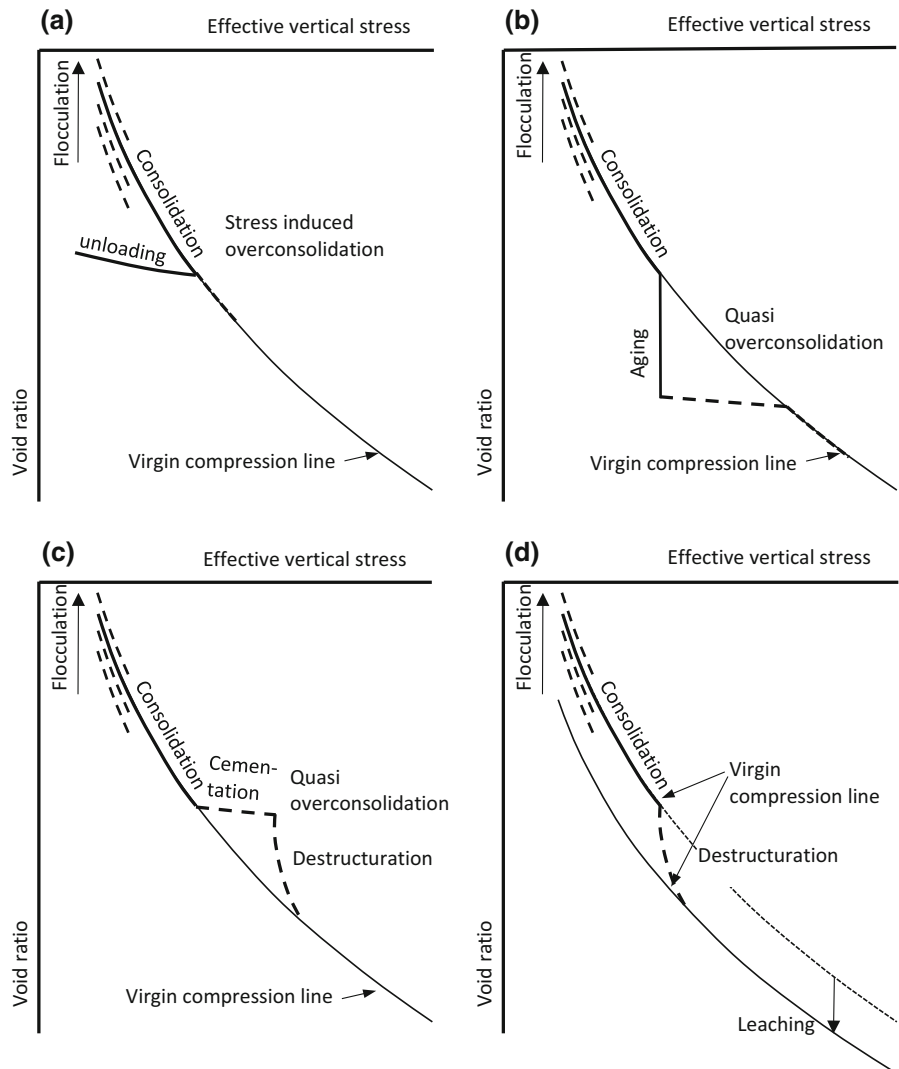 (a)
Effective vertical stress
Flocculation
Consolidation
Stress induced
overconsolidation
unloading
Void ratio
Virgin compression line
(b)
Effective vertical stress
Flocculation
Consolidation
Quasi
overconsolidation
Aging
Void ratio
Virgin compression line
(c)
Effective vertical stress
Flocculation
Consolidation
Cemen-
tation
Quasi
overconsolidation
Destructuration
Void ratio
Virgin compression line
(d)
Effective vertical stress
Flocculation
Consolidation
Virgin
compression line
Destructuration
Void ratio
Leaching